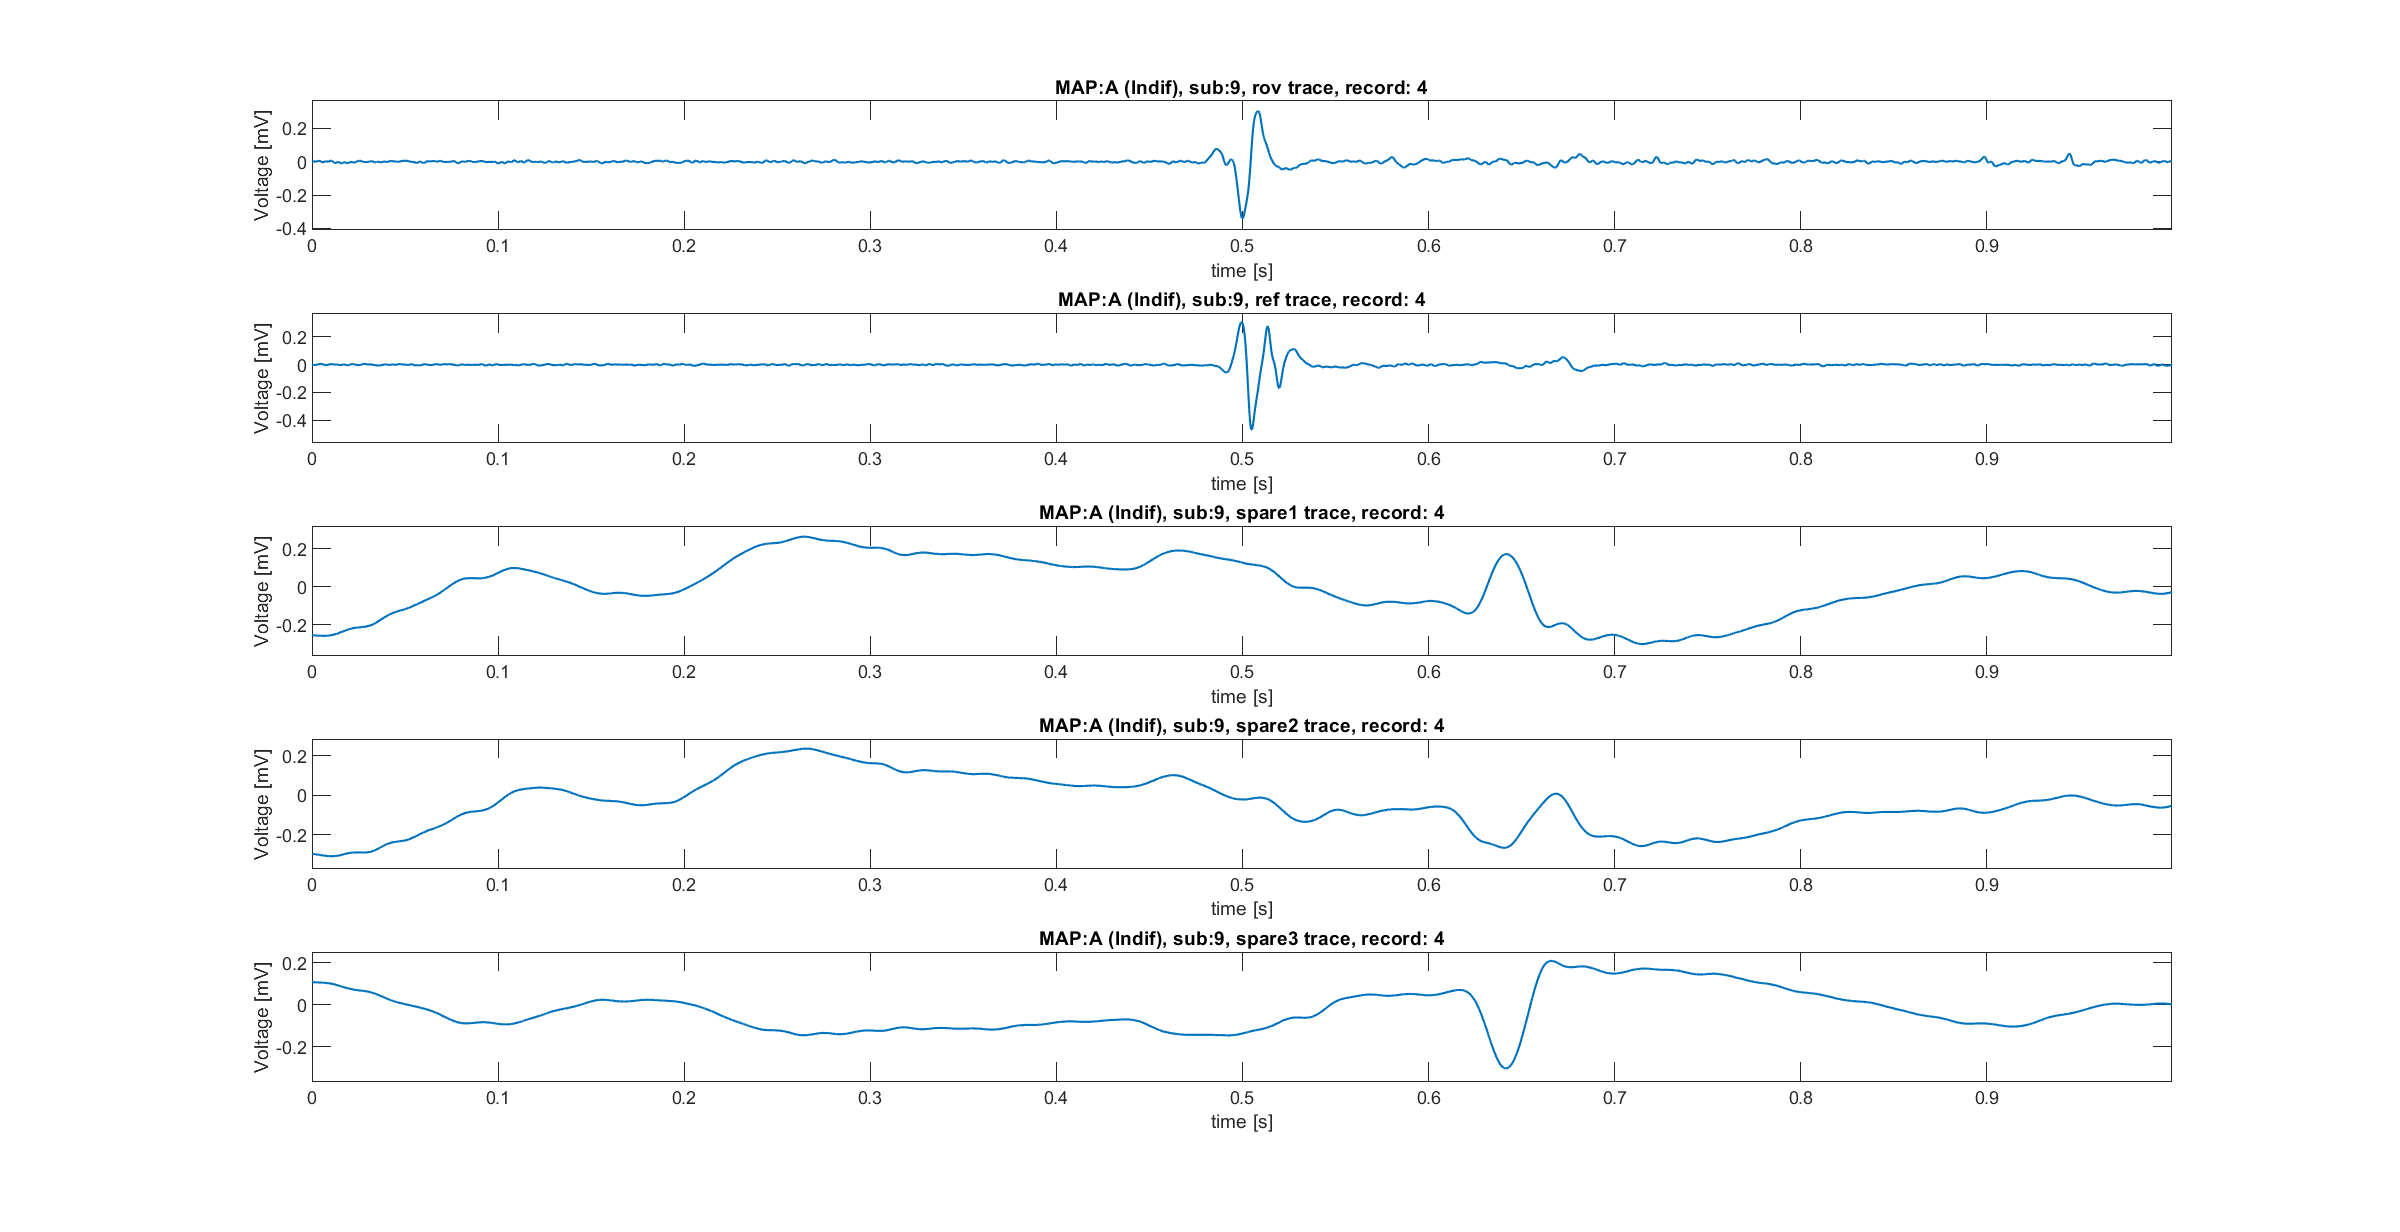 MAP:A (Indif), sub:9, rov trace, record: 4
Voltage [mV]
0.2
0
-0.2
-0.4
0 0.1 0.2 0.3 0.4 0.5 0.6 0.7 0.8 0.9
time [s]
MAP:A (Indif), sub:9, ref trace, record: 4
Voltage [mV]
0.2
0
-0.2
-0.4
0 0.1 0.2 0.3 0.4 0.5 0.6 0.7 0.8 0.9
time [s]
MAP:A (Indif), sub:9, spare1 trace, record: 4
Voltage [mV]
0.2
0
-0.2
0 0.1 0.2 0.3 0.4 0.5 0.6 0.7 0.8 0.9
time [s]
MAP:A (Indif), sub:9, spare2 trace, record: 4
Voltage [mV]
0.2
0
-0.2
0 0.1 0.2 0.3 0.4 0.5 0.6 0.7 0.8 0.9
time [s]
MAP:A (Indif), sub:9, spare3 trace, record: 4
Voltage [mV]
0.2
0
-0.2
0 0.1 0.2 0.3 0.4 0.5 0.6 0.7 0.8 0.9
time [s]